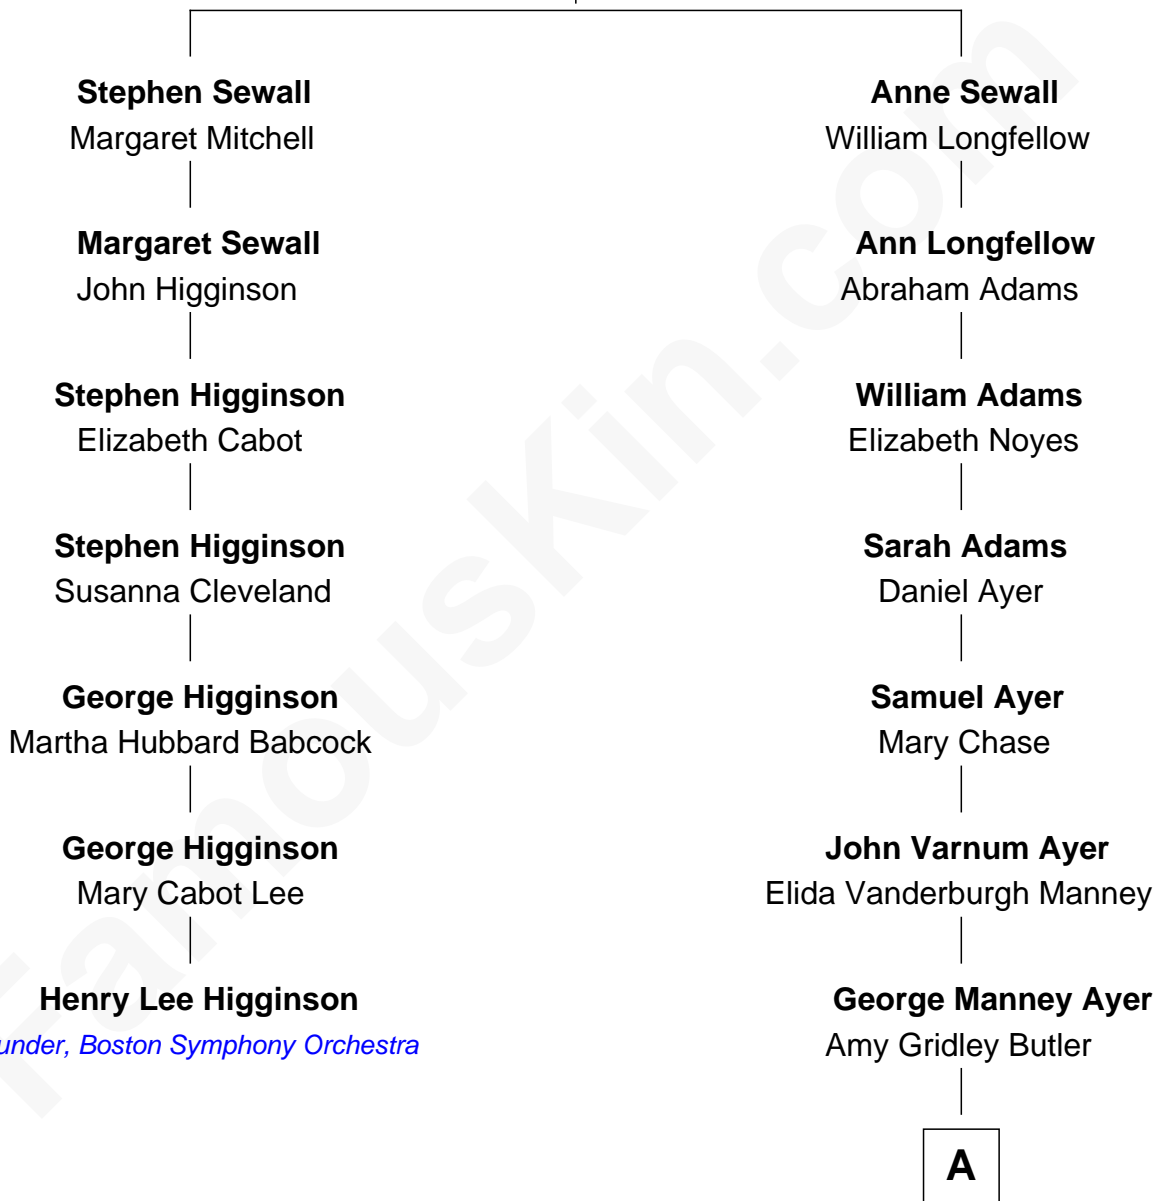 Stephen Sewall
Margaret Mitchell
Margaret Sewall
John Higginson
Stephen Higginson
Elizabeth Cabot
Stephen Higginson
Susanna Cleveland
George Higginson
Martha Hubbard Babcock
George Higginson
Mary Cabot Lee
Henry Lee Higginson
under, Boston Symphony Orchestra
Anne Sewall
William Longfellow
Ann Longfellow
Abraham Adams
William Adams
Elizabeth Noyes
Sarah Adams
Daniel Ayer
Samuel Ayer
Mary Chase
John Varnum Ayer
Elida Vanderburgh Manney
George Manney Ayer
Amy Gridley Butler
A
FamousKin.com